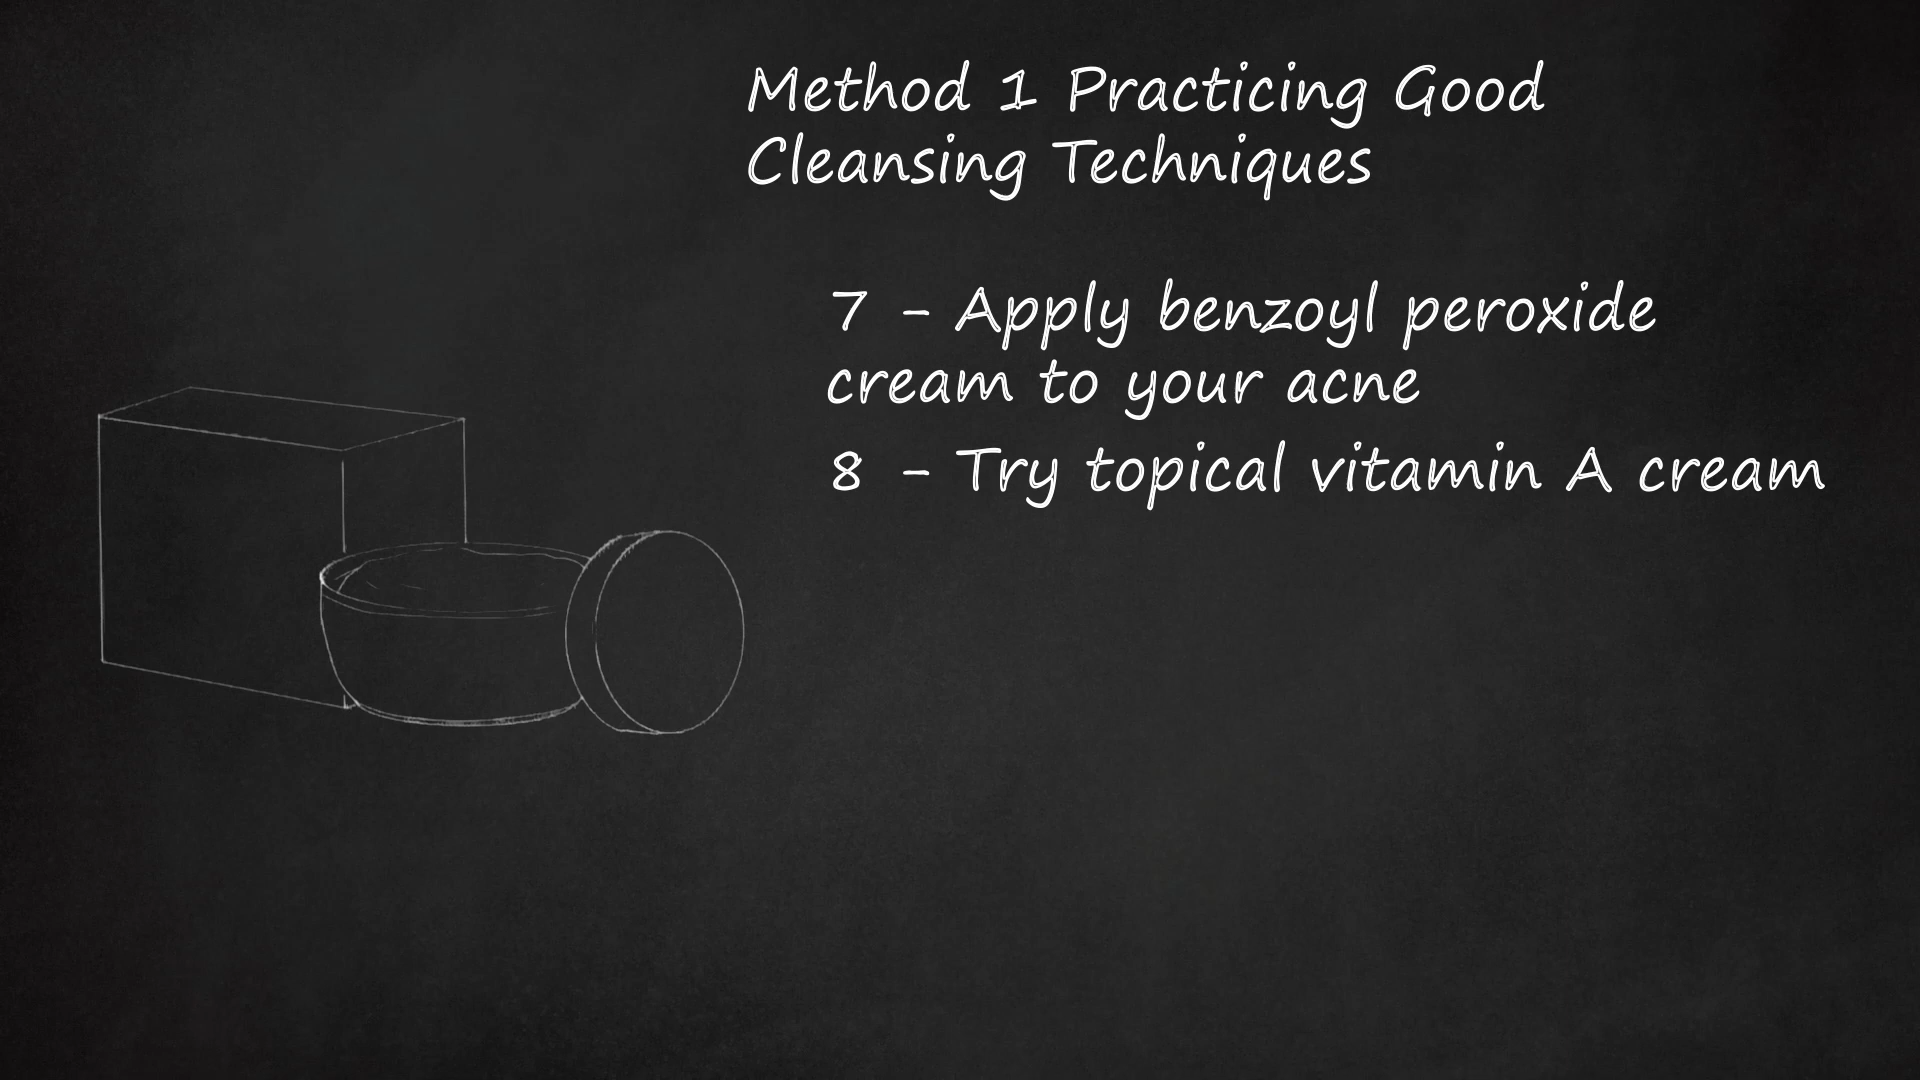 Method 1 Practicing Good
Cleansing Techniques
7 - Apply benzoyl peroxide
cream to your acne
8 - Try topical vitamin A cream